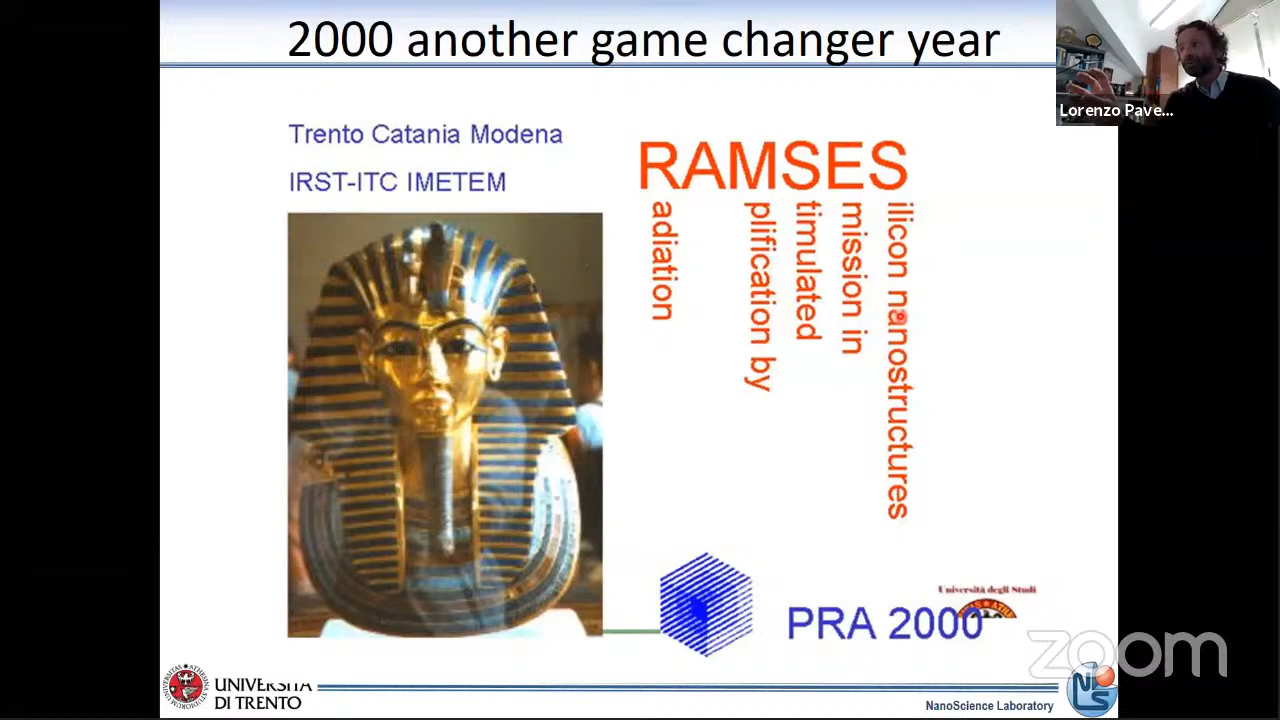 2000 another game changer year
Lorenzo Pave...
Trento Catania Modena
IRST-ITC IMETEM
RAMSES
adiation
plification by
timulated
mission in
ilicon nanostructures
Università degli Studi
PRA 2000
zoom
UNIVERSITÀ
DI TRENTO
NanoScience Laboratory